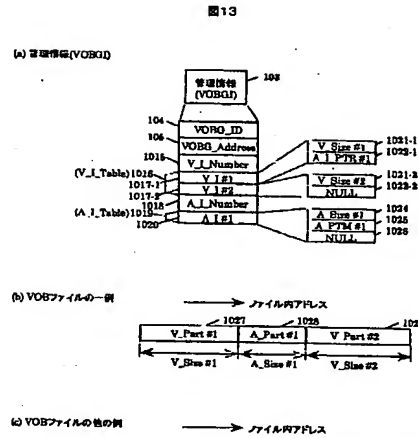 図13
(a) 管理情報(VOBGI)
管理情報
(VOBGI)
103
104
VOBG_ID
VOBG_Address
1015
V_I_Number
(V_I_Table)1016
1017-1
V_I #1
1017-2
V_I #2
1018
A_I_Number
(A_I_Table)1019
1020
A_I #1
V_Size #1
1021-1
A_I_PTR #1
1022-1
V_Size #2
1021-2
NULL
1022-2
A_Size #1
1024
A_PTM #1
1025
NULL
1026
(b) VOBファイルの一例
ファイル内アドレス
1027
1028
V_Part #1
A_Part #1
V_Part #2
V_Size #1
A_Size #1
V_Size #2
(c) VOBファイルの他の例
ファイル内アドレス